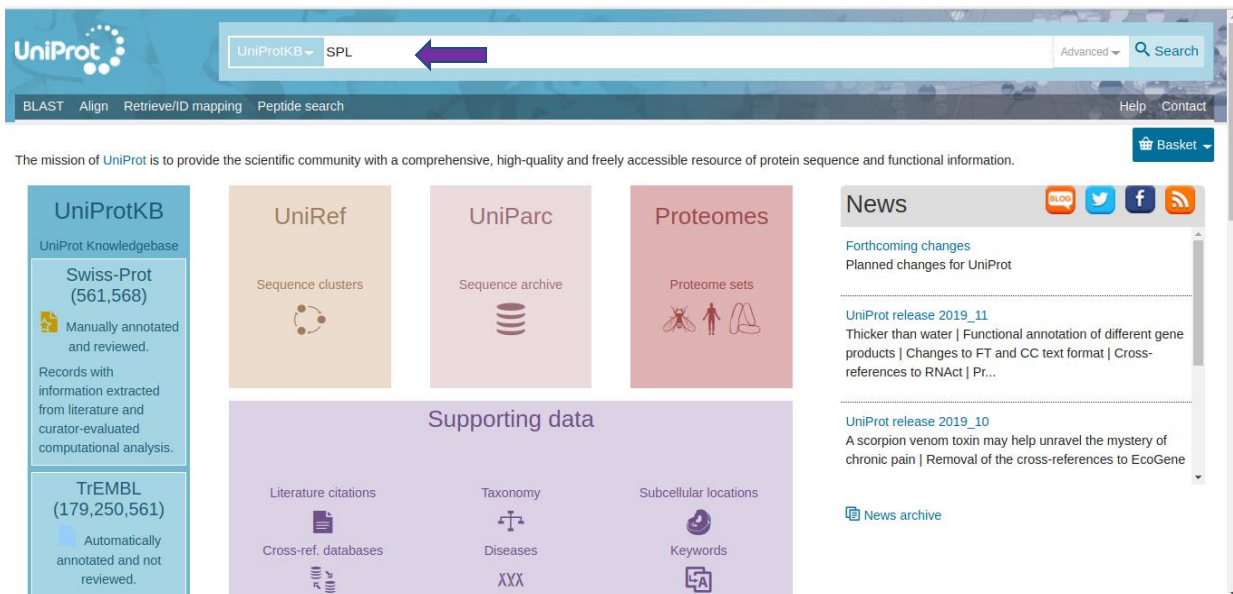 UniProt
UniProtKB
SPL
Advanced
Search
BLAST Align Retrieve/ID mapping Peptide search
Help Contact
Basket
The mission of UniProt is to provide the scientific community with a comprehensive, high-quality and freely accessible resource of protein sequence and functional information.
UniProtKB
UniProt Knowledgebase
Swiss-Prot
(561,568)
Manually annotated
and reviewed.
Records with
information extracted
from literature and
curator-evaluated
computational analysis.
TrEMBL
(179,250,561)
Automatically
annotated and not
reviewed.
UniRef
Sequence clusters
UniParc
Sequence archive
Proteomes
Proteome sets
Supporting data
Literature citations
Taxonomy
Subcellular locations
Cross-ref. databases
Diseases
Keywords
XXX
A
News
BLOG
f
Forthcoming changes
Planned changes for UniProt
UniProt release 2019_11
Thicker than water | Functional annotation of different gene
products | Changes to FT and CC text format | Cross-
references to RNAct | Pr...
UniProt release 2019_10
A scorpion venom toxin may help unravel the mystery of
chronic pain | Removal of the cross-references to EcoGene
News archive